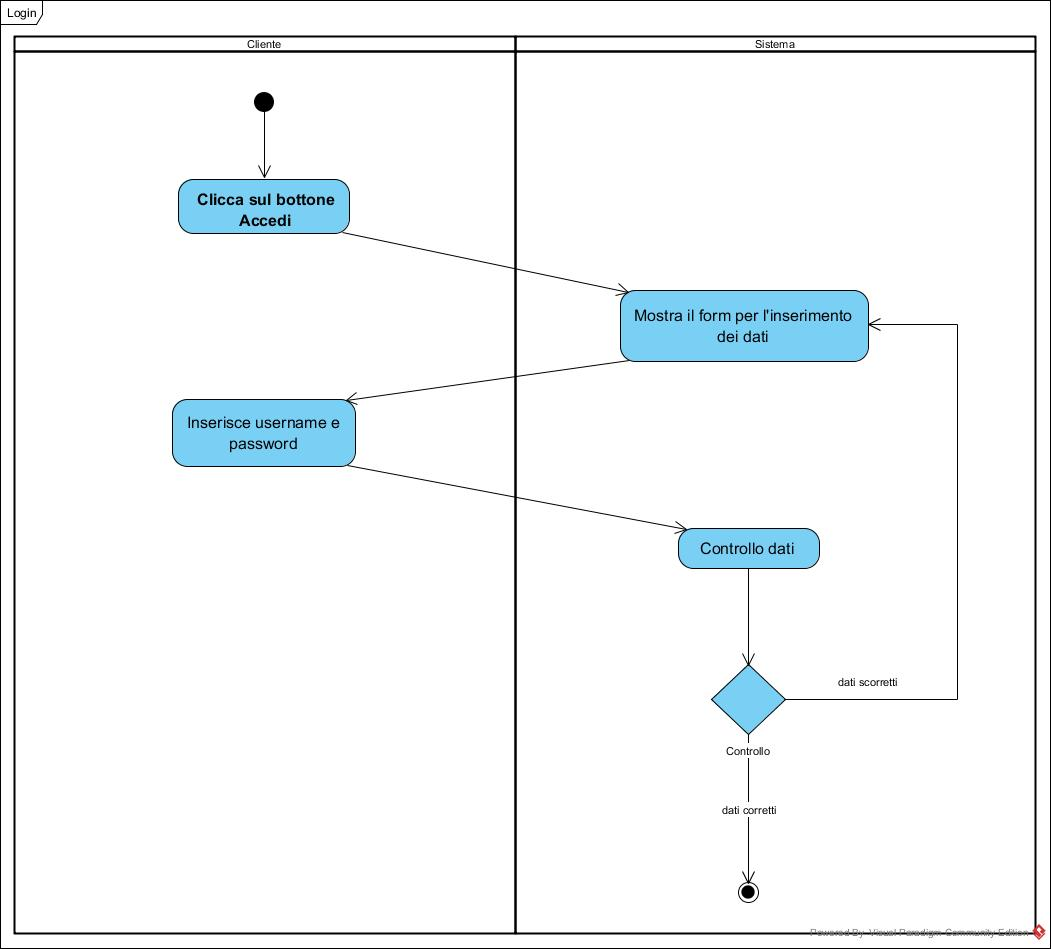 Login
Cliente
Sistema
Clicca sul bottone
Accedi
Mostra il form per l'inserimento
dei dati
Inserisce username e
password
Controllo dati
dati scorretti
Controllo
dati corretti
Powered By Visual Paradigm Community Edition